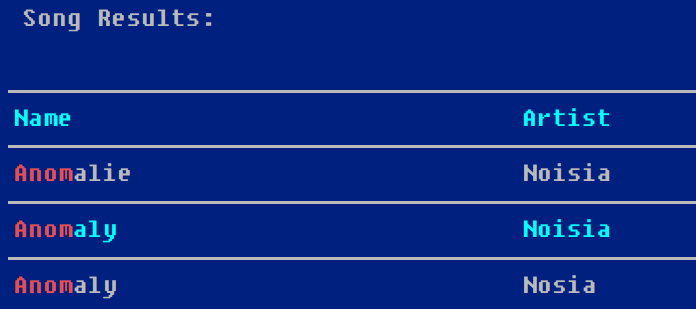 Song Results:
Name Artist
Anomalie Noisia
Anomaly Noisia
Anomaly Nosia